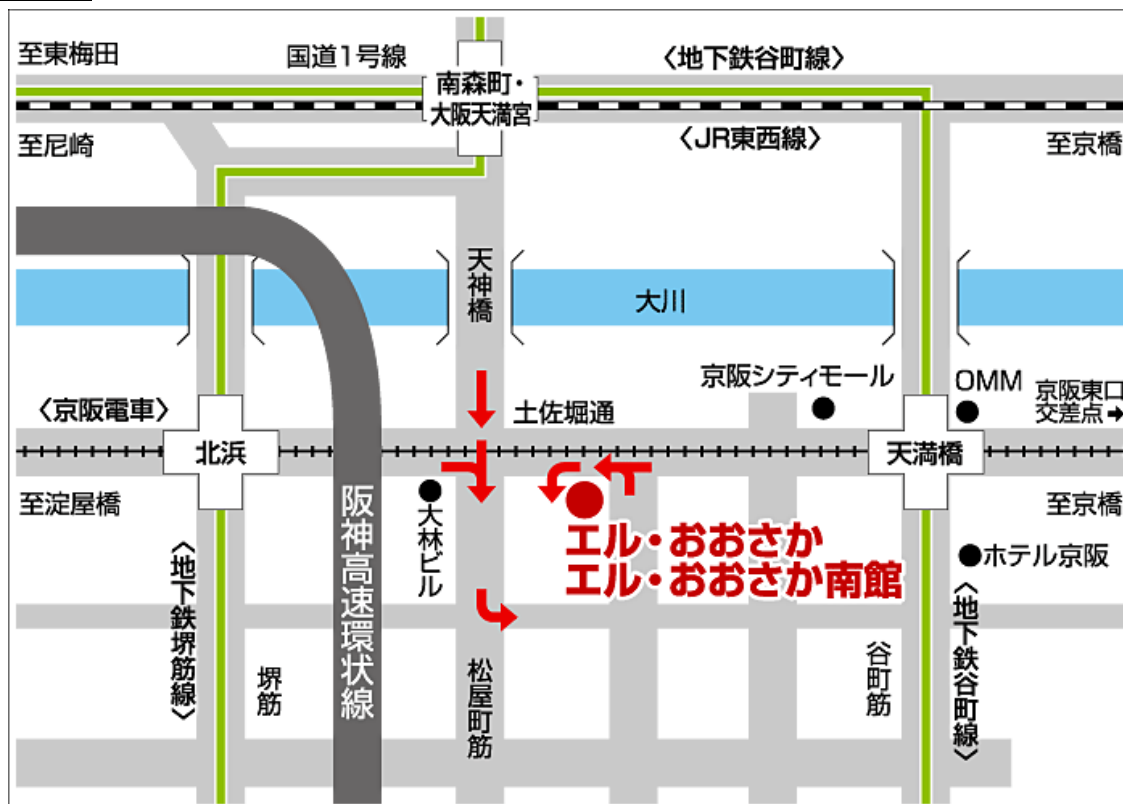 至東梅田
国道1号線
〈地下鉄谷町線〉
南森町・
大阪天満宮
至尼崎
〈JR東西線〉
至京橋
天神橋
大川
京阪シティモール
OMM
京阪東口
交差点➜
〈京阪電車〉
土佐堀通
北浜
天満橋
至淀屋橋
大林ビル
阪神高速環状線
エル・おおさか
エル・おおさか南館
至京橋
ホテル京阪
〈地下鉄堺筋線〉
堺筋
松屋町筋
谷町筋
〈地下鉄谷町線〉